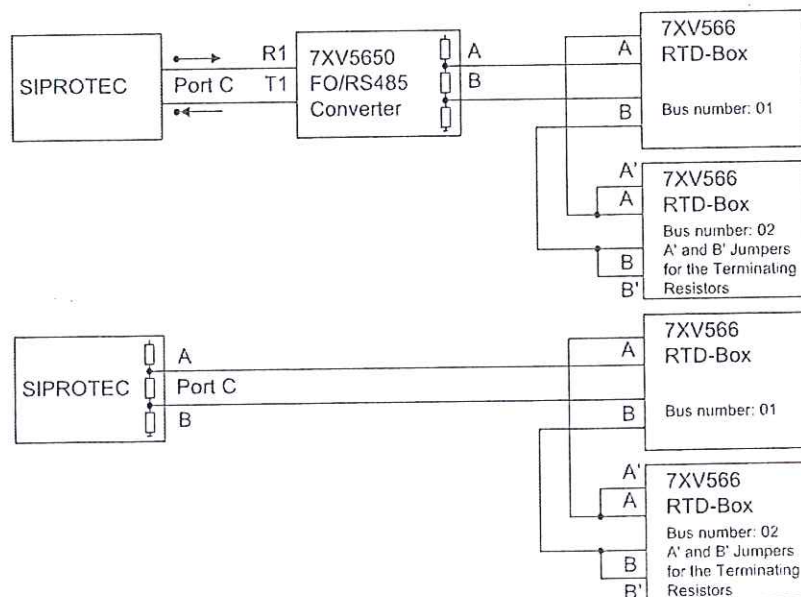 SIPROTEC
R1
Port C
T1
7XV5650
FO/RS485
Converter
A
B
A
B
7XV566
RTD-Box
Bus number: 01
A'
A
B
B'
7XV566
RTD-Box
Bus number: 02
A' and B' Jumpers
for the Terminating
Resistors
SIPROTEC
A
Port C
B
A
B
7XV566
RTD-Box
Bus number: 01
A'
A
B
B'
7XV566
RTD-Box
Bus number: 02
A' and B' Jumpers
for the Terminating
Resistors